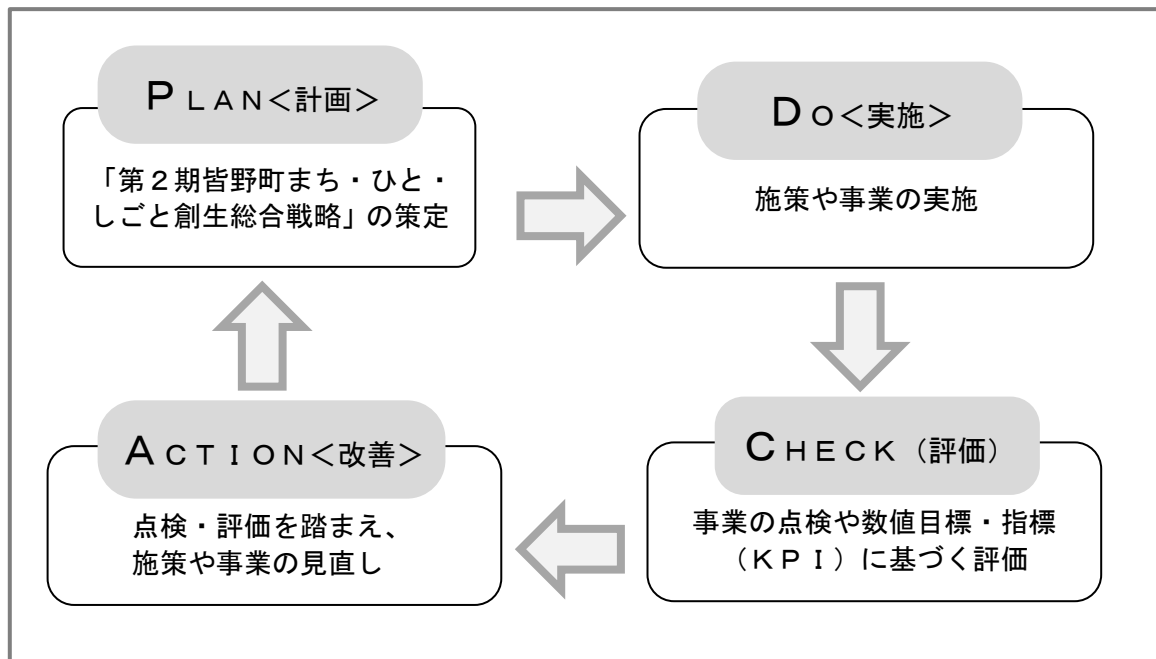 ＰＬＡＮ＜計画＞
「第２期皆野町まち・ひと・
しごと創生総合戦略」の策定
ＤＯ＜実施＞
施策や事業の実施
ＡＣＴＩＯＮ＜改善＞
点検・評価を踏まえ、
施策や事業の見直し
ＣＨＥＣＫ（評価）
事業の点検や数値目標・指標
（ＫＰＩ）に基づく評価